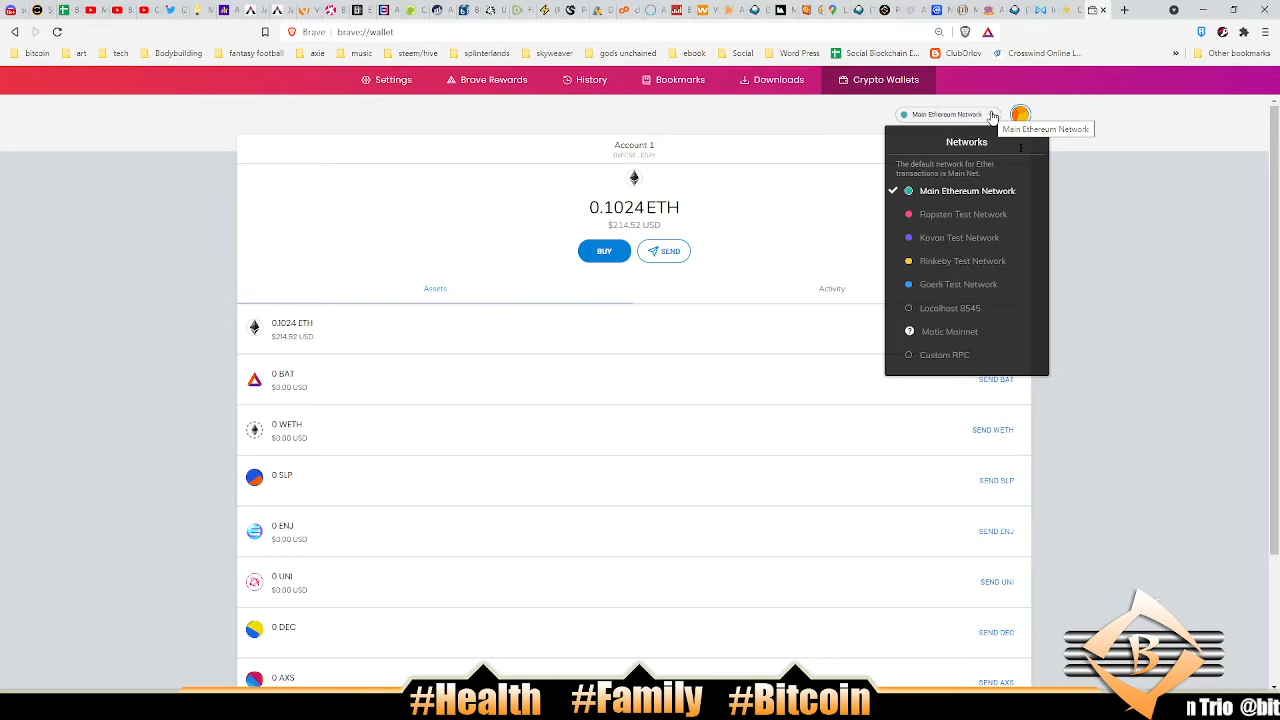 Brave
brave://wallet
bitcoin
art
tech
Bodybuilding
fantasy football
axie
music
steem/hive
splinterlands
skyweaver
gods unchained
ebook
Social
Word Press
Social Blockchain E...
ClubOrlov
Crosswind Online L...
»
Other bookmarks
Settings
Brave Rewards
History
Bookmarks
Downloads
Crypto Wallets
Main Ethereum Network
Main Ethereum Network
Networks
The default network for Ether
transactions is Main Net.
Main Ethereum Network
Ropsten Test Network
Kovan Test Network
Rinkeby Test Network
Goerli Test Network
Localhost 8545
? Matic Mainnet
Custom RPC
Account 1
0.1024 ETH
$214.52 USD
BUY
SEND
Assets
Activity
0.1024 ETH
$214.52 USD
0 BAT
$0.00 USD
SEND BAT
0 WETH
$0.00 USD
SEND WETH
0 SLP
SEND SLP
0 ENJ
$0.00 USD
SEND ENJ
0 UNI
$0.00 USD
SEND UNI
0 DEC
SEND DEC
0 AXS
SEND AXS
B
#Health
#Family
#Bitcoin
n Trio @bit